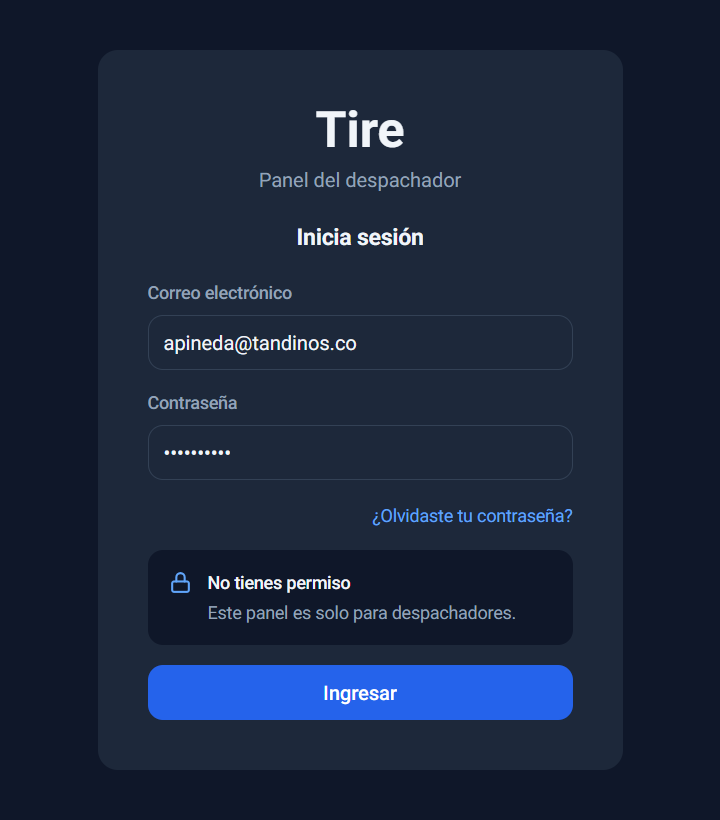 Tire
Panel del despachador
Inicia sesión
Correo electrónico
apineda@tandinos.co
Contraseña
••••••••••
¿Olvidaste tu contraseña?
No tienes permiso
Este panel es solo para despachadores.
Ingresar